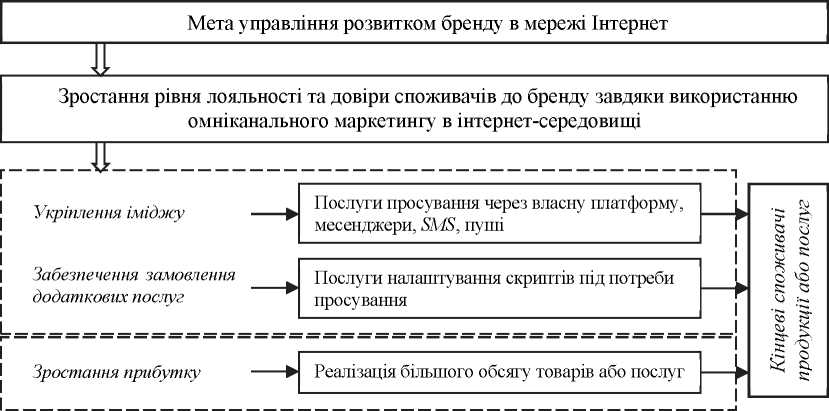 Мета управління розвитком бренду в мережі Інтернет
Зростання рівня лояльності та довіри споживачів до бренду завдяки використанню
омніканального маркетингу в інтернет-середовищі
Укріплення іміджу
Послуги просування через власну платформу,
месенджери, SMS, пуші
Забезпечення замовлення
додаткових послуг
Послуги налаштування скриптів під потреби
просування
Зростання прибутку
Реалізація більшого обсягу товарів або послуг
Кінцеві споживачі
продукції або послуг